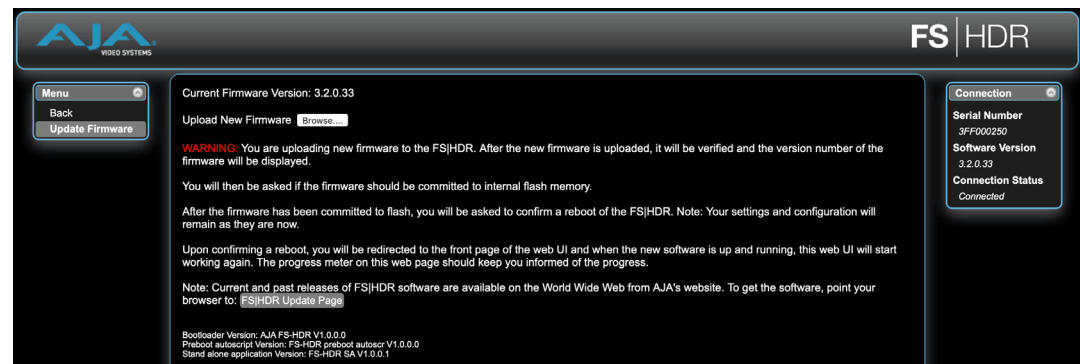 AJA
VIDEO SYSTEMS
FS|HDR
Menu
Back
Update Firmware
Current Firmware Version: 3.2.0.33
Upload New Firmware Browse....
WARNING: You are uploading new firmware to the FS|HDR. After the new firmware is uploaded, it will be verified and the version number of the
firmware will be displayed.
You will then be asked if the firmware should be committed to internal flash memory.
After the firmware has been committed to flash, you will be asked to confirm a reboot of the FS|HDR. Note: Your settings and configuration will
remain as they are now.
Upon confirming a reboot, you will be redirected to the front page of the web UI and when the new software is up and running, this web UI will start
working again. The progress meter on this web page should keep you informed of the progress.
Note: Current and past releases of FS|HDR software are available on the World Wide Web from AJA's website. To get the software, point your
browser to: FS|HDR Update Page
Bootloader Version: AJA FS-HDR V1.0.0.0
Preboot autoscript Version: FS-HDR preboot autoscr V1.0.0.0
Stand alone application Version: FS-HDR SA V1.0.0.1
Connection
Serial Number
3FF000250
Software Version
3.2.0.33
Connection Status
Connected